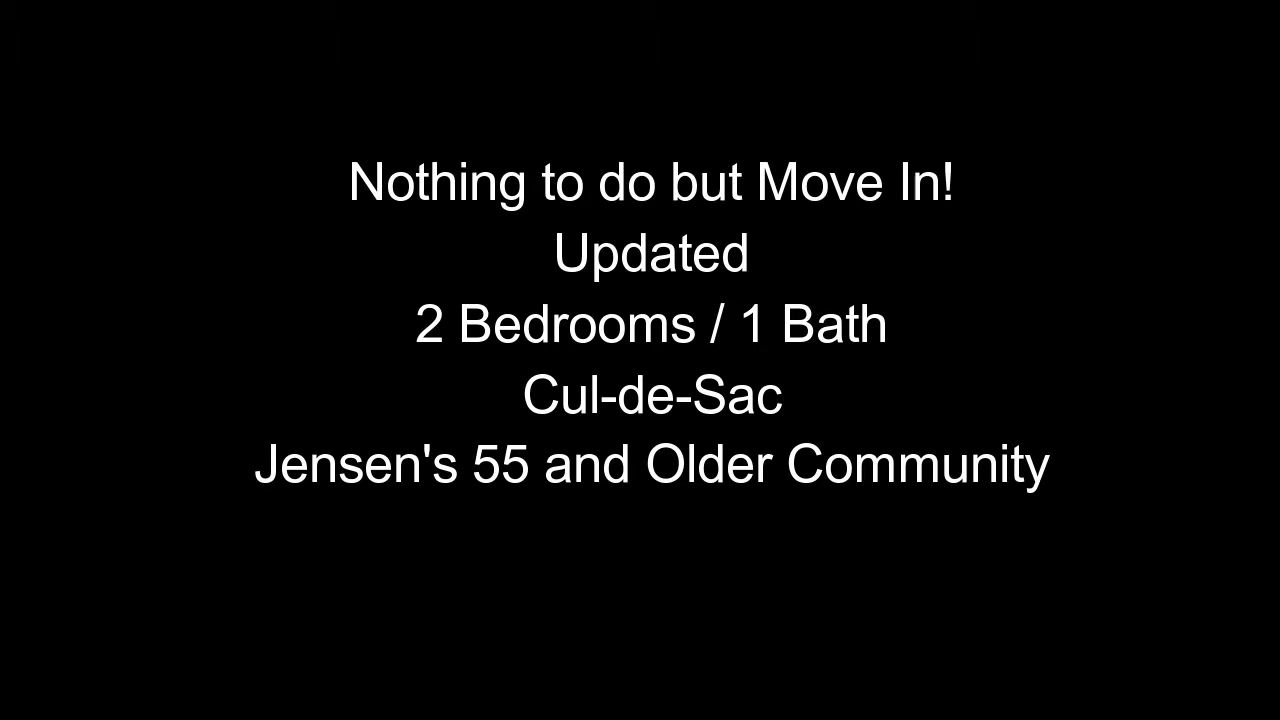 Nothing to do but Move In!
Updated
2 Bedrooms / 1 Bath
Cul-de-Sac
Jensen's 55 and Older Community